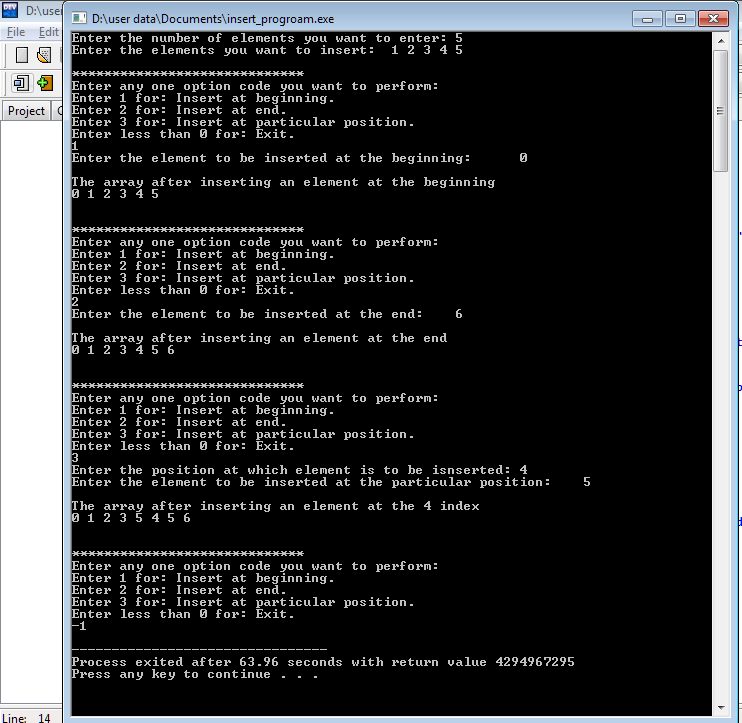 DEV
D:\user
D:\user data\Documents\insert_progroam.exe
File Edit
Project
Enter the number of elements you want to enter: 5
Enter the elements you want to insert:  1 2 3 4 5
*****************************
Enter any one option code you want to perform:
Enter 1 for: Insert at beginning.
Enter 2 for: Insert at end.
Enter 3 for: Insert at particular position.
Enter less than 0 for: Exit.
1
Enter the element to be inserted at the beginning:      0
The array after inserting an element at the beginning
0 1 2 3 4 5
*****************************
Enter any one option code you want to perform:
Enter 1 for: Insert at beginning.
Enter 2 for: Insert at end.
Enter 3 for: Insert at particular position.
Enter less than 0 for: Exit.
2
Enter the element to be inserted at the end:    6
The array after inserting an element at the end
0 1 2 3 4 5 6
*****************************
Enter any one option code you want to perform:
Enter 1 for: Insert at beginning.
Enter 2 for: Insert at end.
Enter 3 for: Insert at particular position.
Enter less than 0 for: Exit.
3
Enter the position at which element is to be isnserted: 4
Enter the element to be inserted at the particular position:    5
The array after inserting an element at the 4 index
0 1 2 3 5 4 5 6
*****************************
Enter any one option code you want to perform:
Enter 1 for: Insert at beginning.
Enter 2 for: Insert at end.
Enter 3 for: Insert at particular position.
Enter less than 0 for: Exit.
-1
--------------------------------
Process exited after 63.96 seconds with return value 4294967295
Press any key to continue . . .
Line: 14